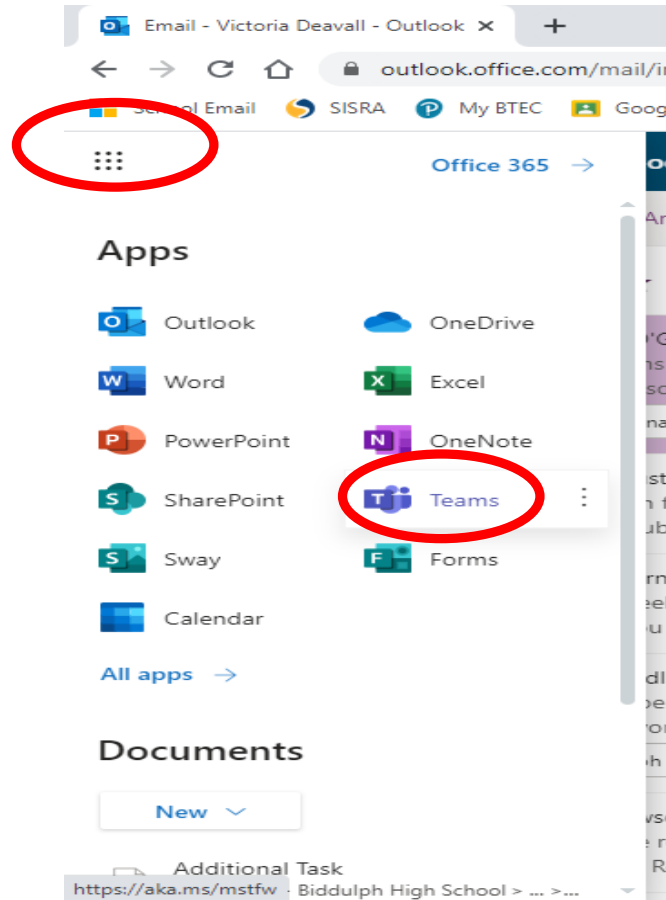 Email - Victoria Deavall - Outlook
outlook.office.com/mail/i
School Email SISRA My BTEC Goog
Office 365 →
Apps
Outlook OneDrive
Word Excel
PowerPoint OneNote
SharePoint Teams
Sway Forms
Calendar
All apps →
Documents
New
Additional Task
https://aka.ms/mstfw - Biddulph High School > ... >...